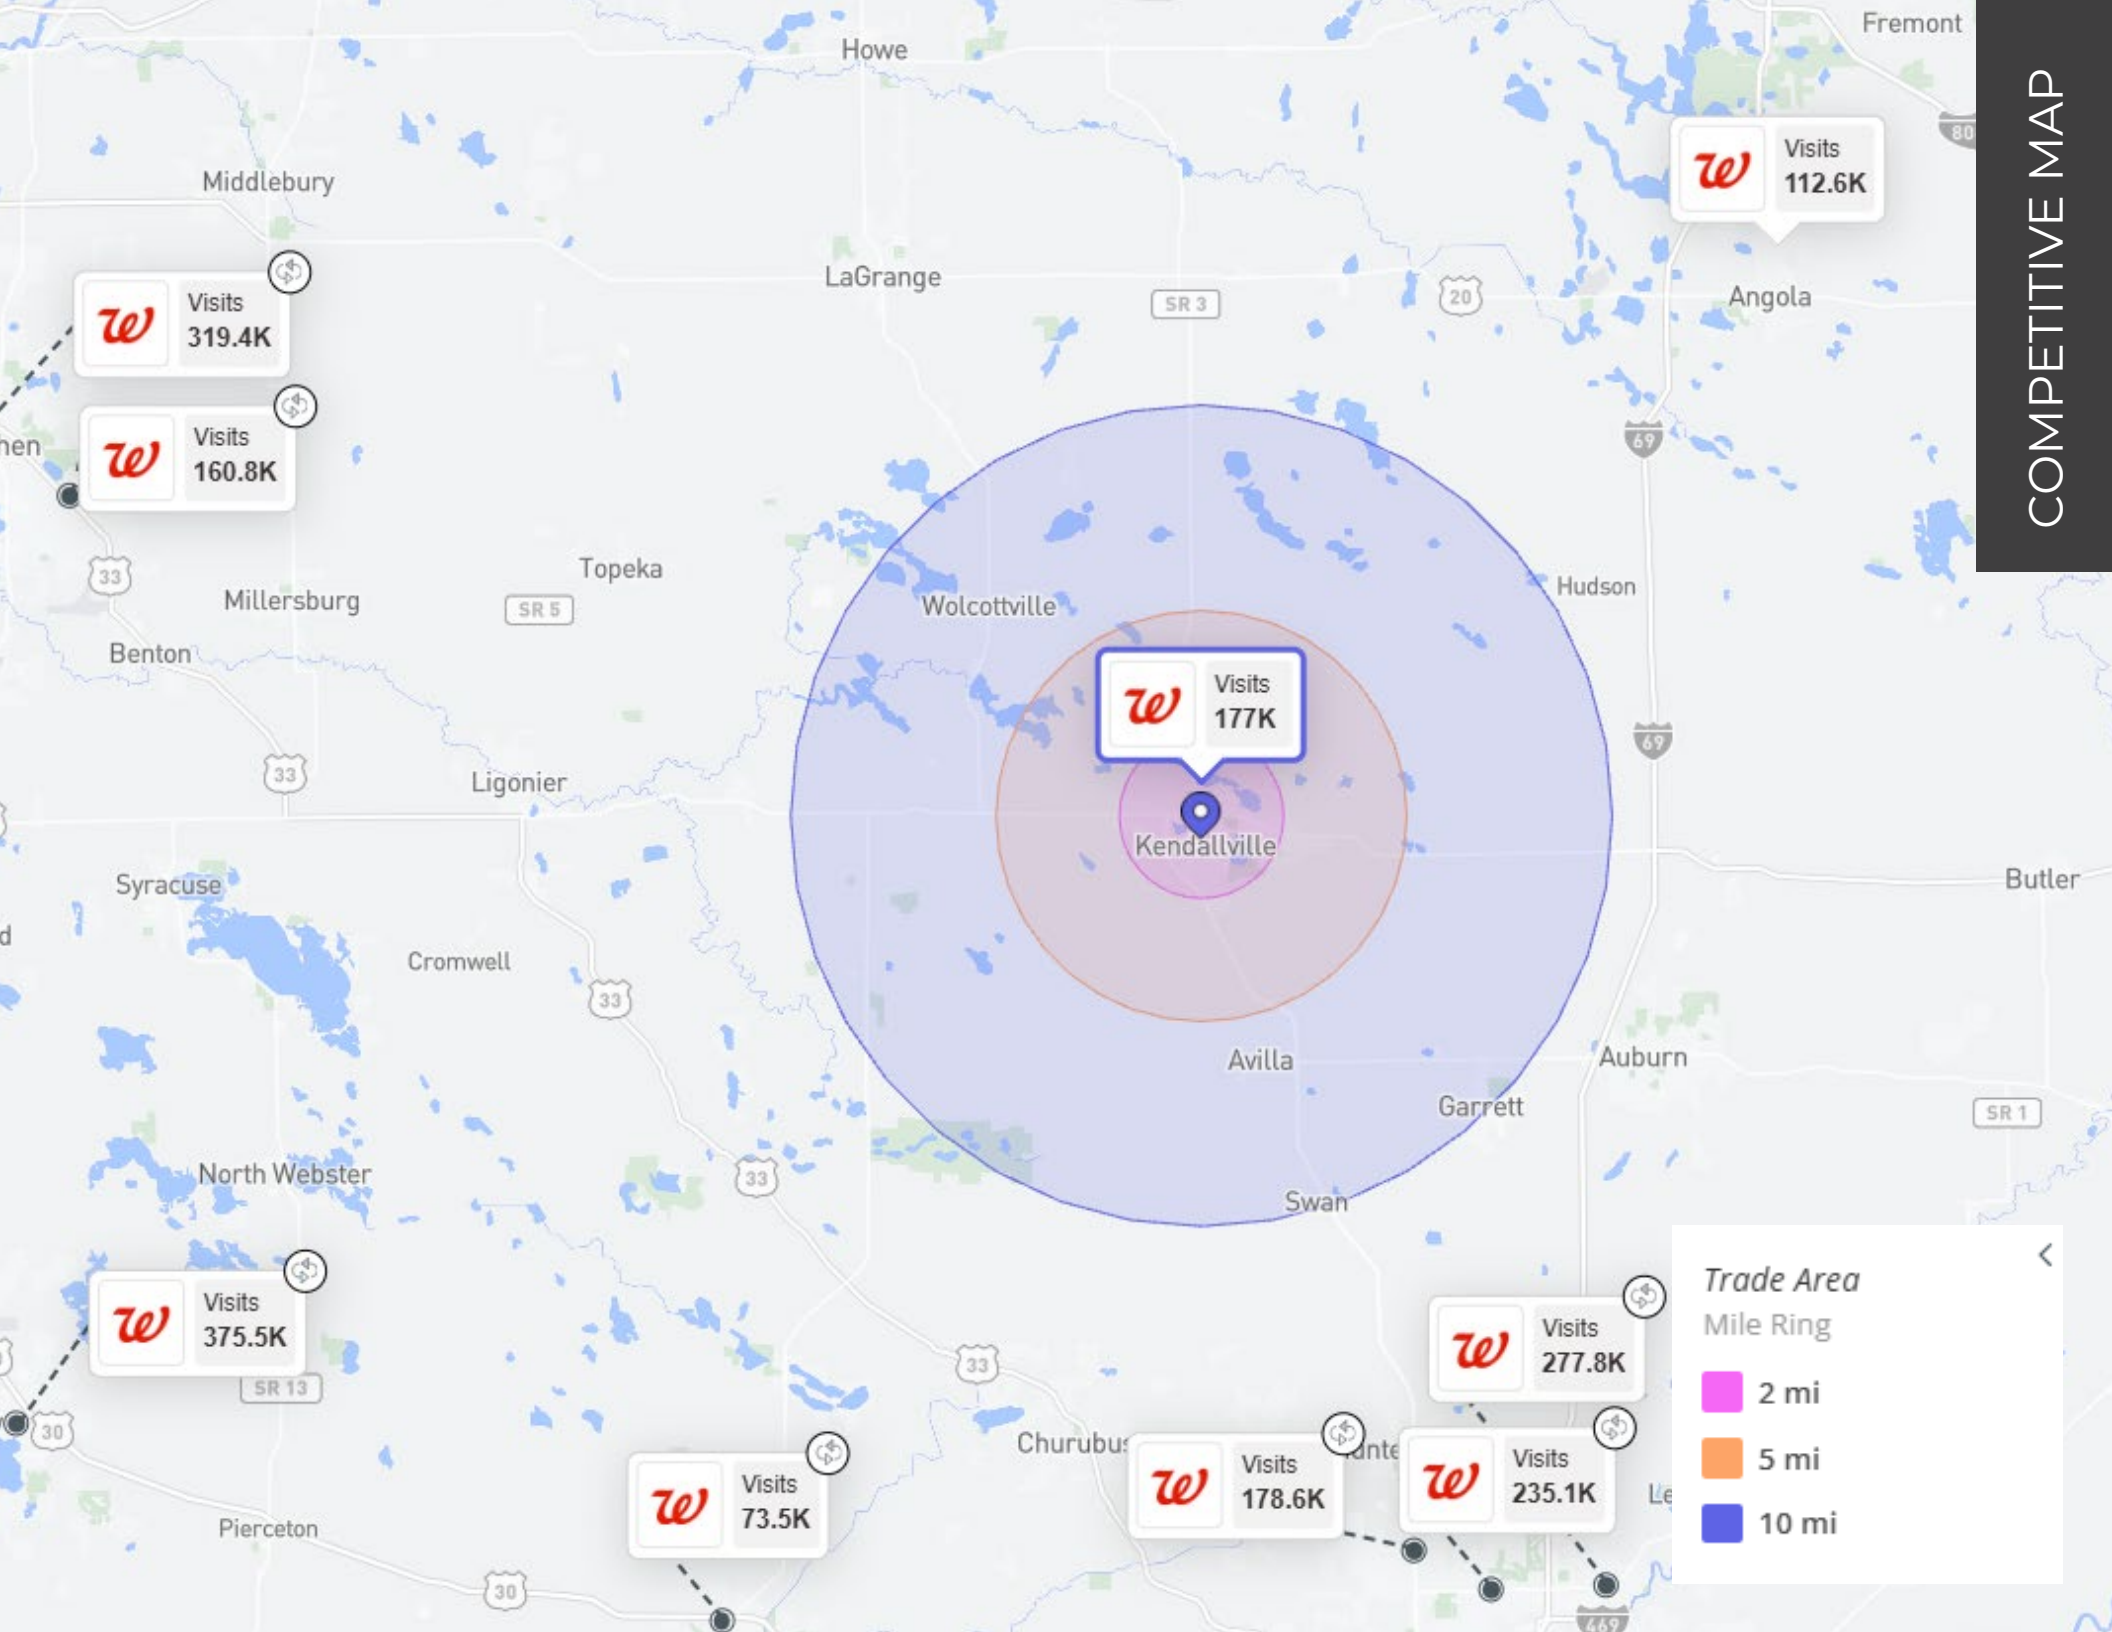 Howe
Fremont
80
COMPETITIVE MAP
Visits
112.6K
Middlebury
Visits
319.4K
LaGrange
SR 3
20
Angola
Visits
160.8K
69
33
Topeka
Millersburg
SR 5
Wolcottville
Hudson
Benton
Visits
177K
69
33
Ligonier
Kendallville
Syracuse
Butler
Cromwell
33
Avilla
Auburn
Garrett
SR 1
North Webster
33
Swan
Visits
375.5K
SR 13
30
33
Visits
277.8K
Trade Area
Mile Ring
2 mi
5 mi
10 mi
Visits
73.5K
Visits
178.6K
Visits
235.1K
Pierceton
30
469